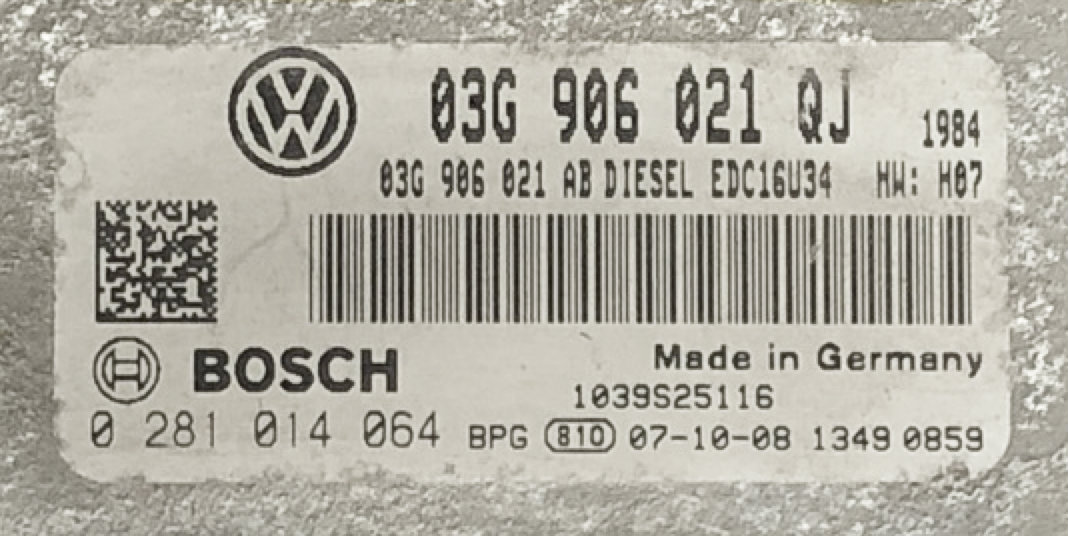 03G 906 021 QJ 1984
03G 906 021 AB DIESEL EDC16U34 HW: H07
BOSCH
Made in Germany
1039S25116
0 281 014 064 BPG 810 07-10-08 1349 0859